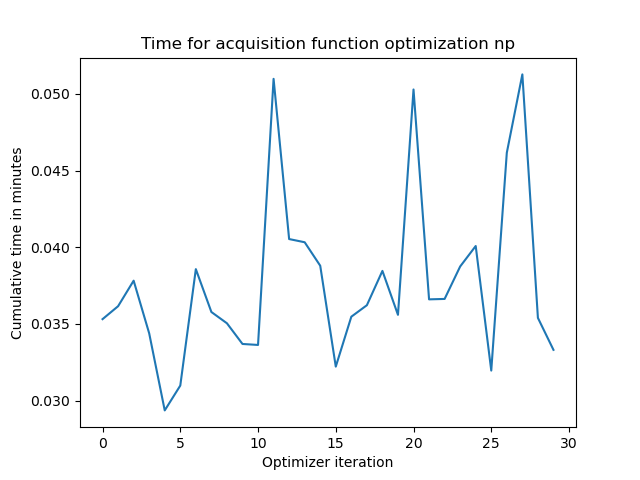 Time for acquisition function optimization np
Cumulative time in minutes
0.050
0.045
0.040
0.035
0.030
0 5 10 15 20 25 30
Optimizer iteration